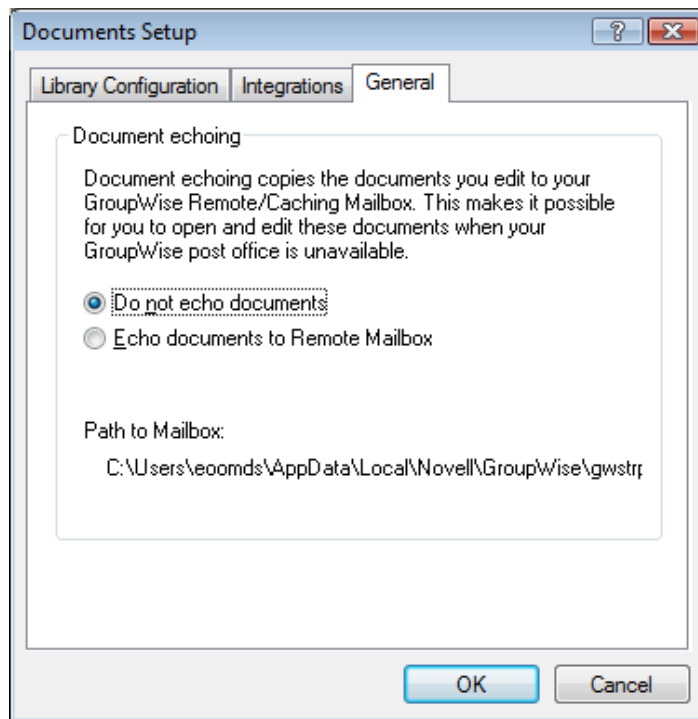 Documents Setup
Library Configuration
Integrations
General
Document echoing
Document echoing copies the documents you edit to your
GroupWise Remote/Caching Mailbox. This makes it possible
for you to open and edit these documents when your
GroupWise post office is unavailable.
Do not echo documents
Echo documents to Remote Mailbox
Path to Mailbox:
C:\Users\eoomds\AppData\Local\Novell\GroupWise\gwstrp
OK
Cancel